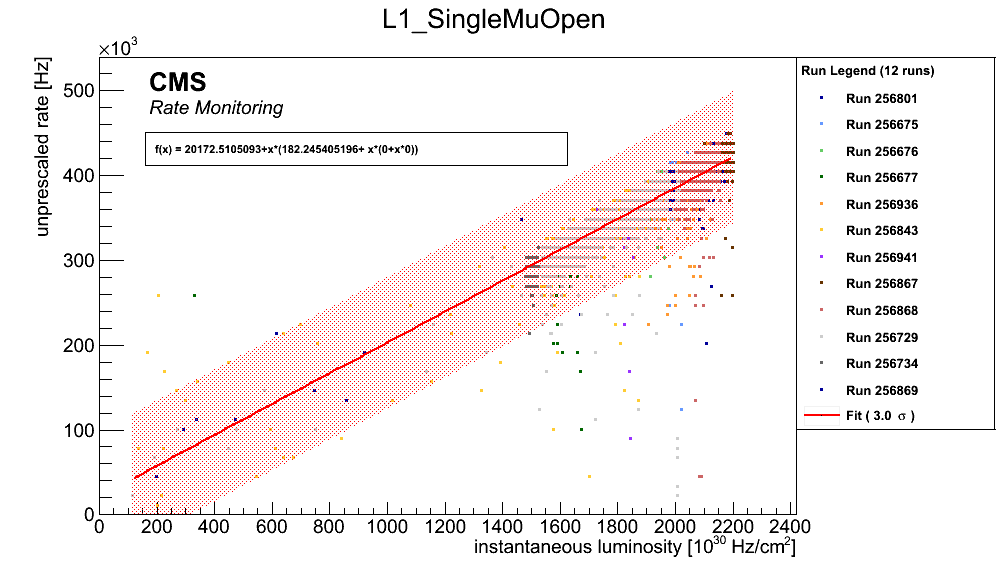 L1_SingleMuOpen
×10³
unprescaled rate [Hz]
500
400
300
200
100
0
CMS
Rate Monitoring
f(x) = 20172.5105093+x*(182.245405196+ x*(0+x*0))
0 200 400 600 800 1000 1200 1400 1600 1800 2000 2200 2400
instantaneous luminosity [10³⁰ Hz/cm²]
Run Legend (12 runs)
Run 256801
Run 256675
Run 256676
Run 256677
Run 256936
Run 256843
Run 256941
Run 256867
Run 256868
Run 256729
Run 256734
Run 256869
Fit ( 3.0 σ )